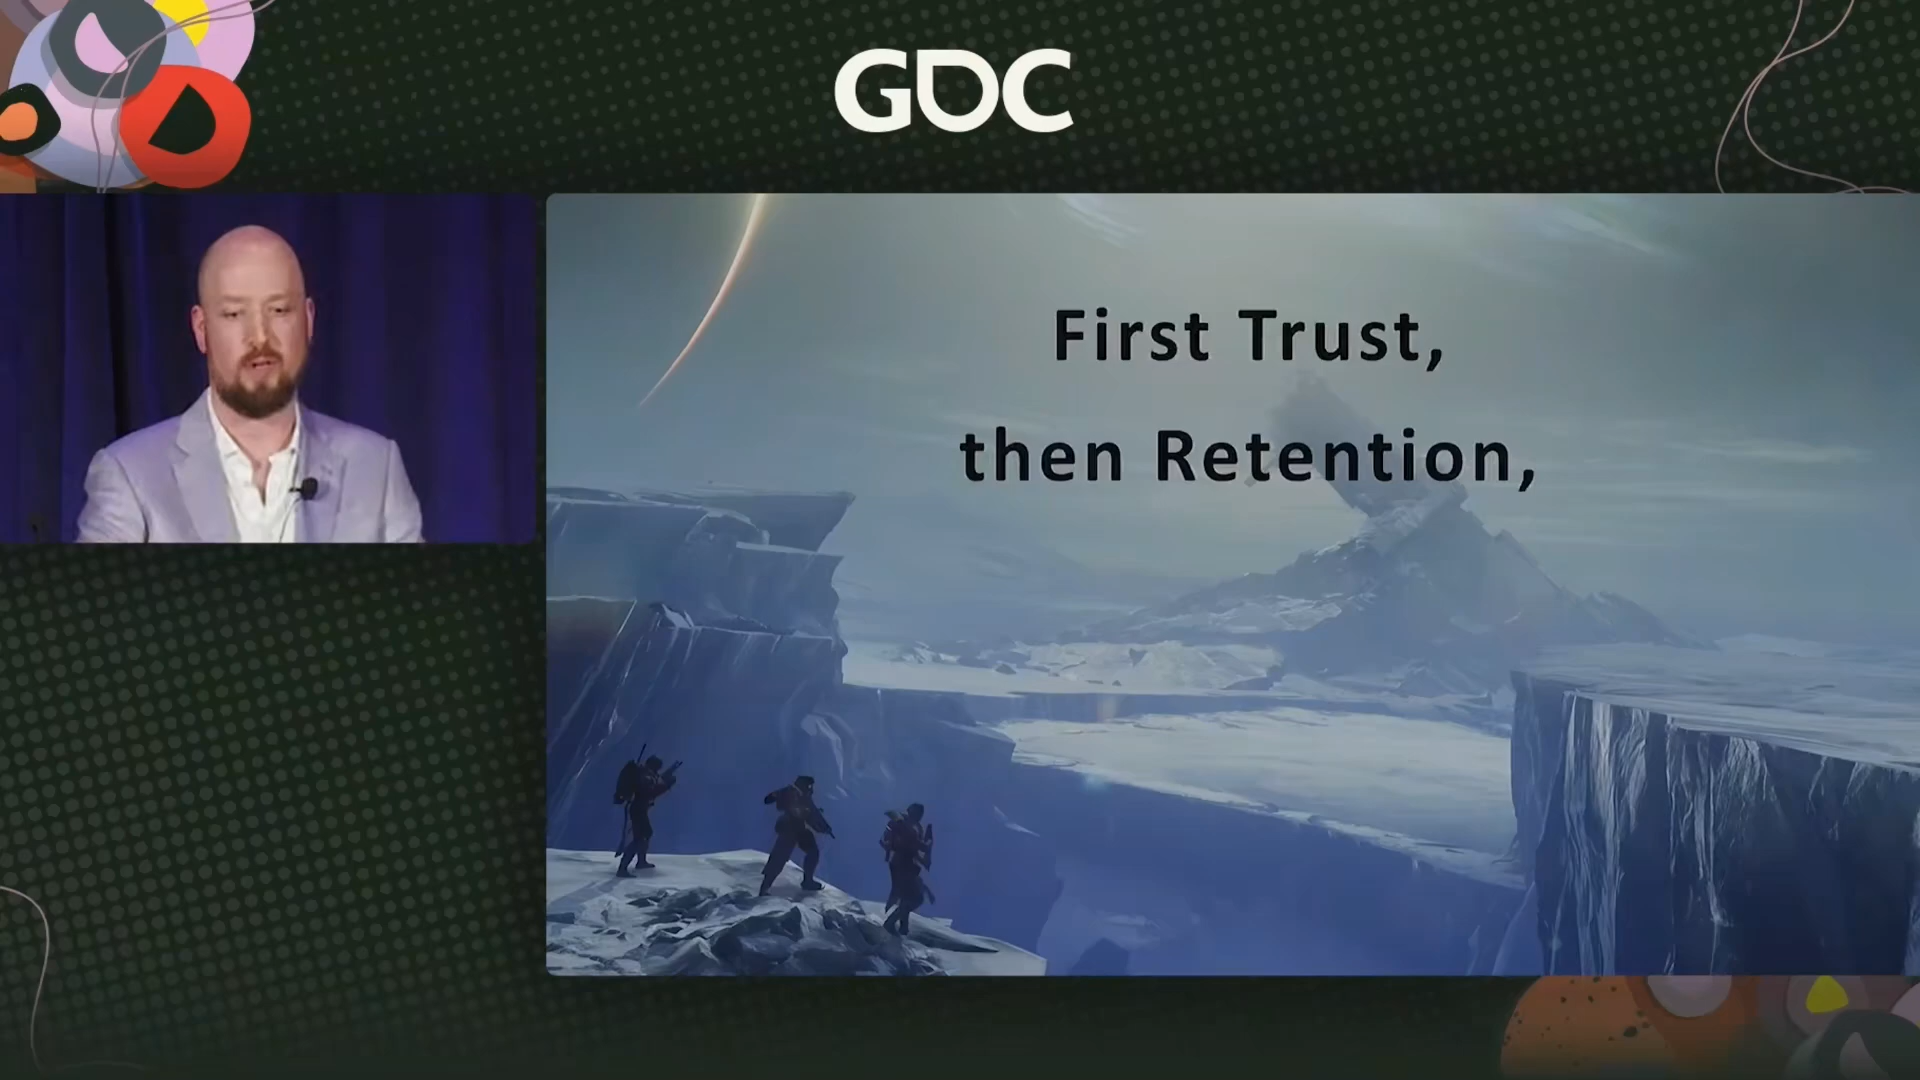 GDC
First Trust,
then Retention,